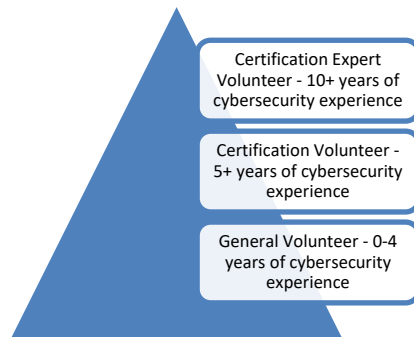 Certification Expert
Volunteer - 10+ years of
cybersecurity experience
Certification Volunteer -
5+ years of cybersecurity
experience
General Volunteer - 0-4
years of cybersecurity
experience